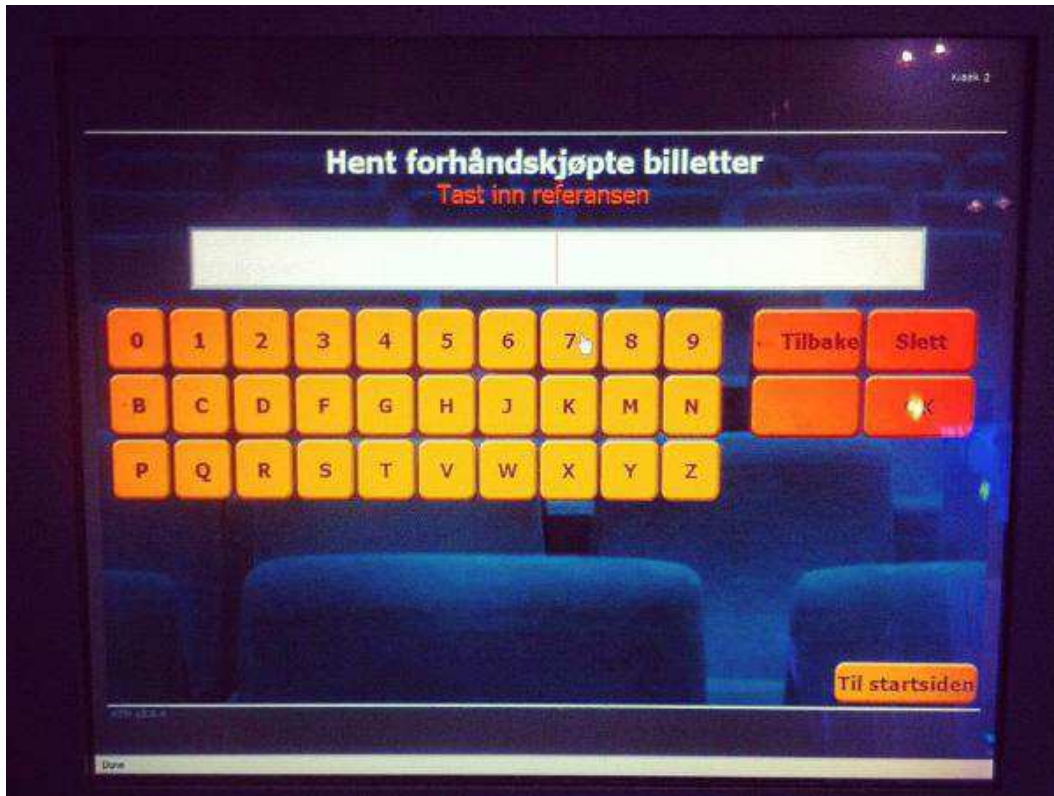 Kiosk 2
Hent forhåndskjøpte billetter
Tast inn referansen
0 1 2 3 4 5 6 7 8 9 Tilbake Slett
B C D F G H J K M N OK
P Q R S T V W X Y Z
Til startsiden
Done